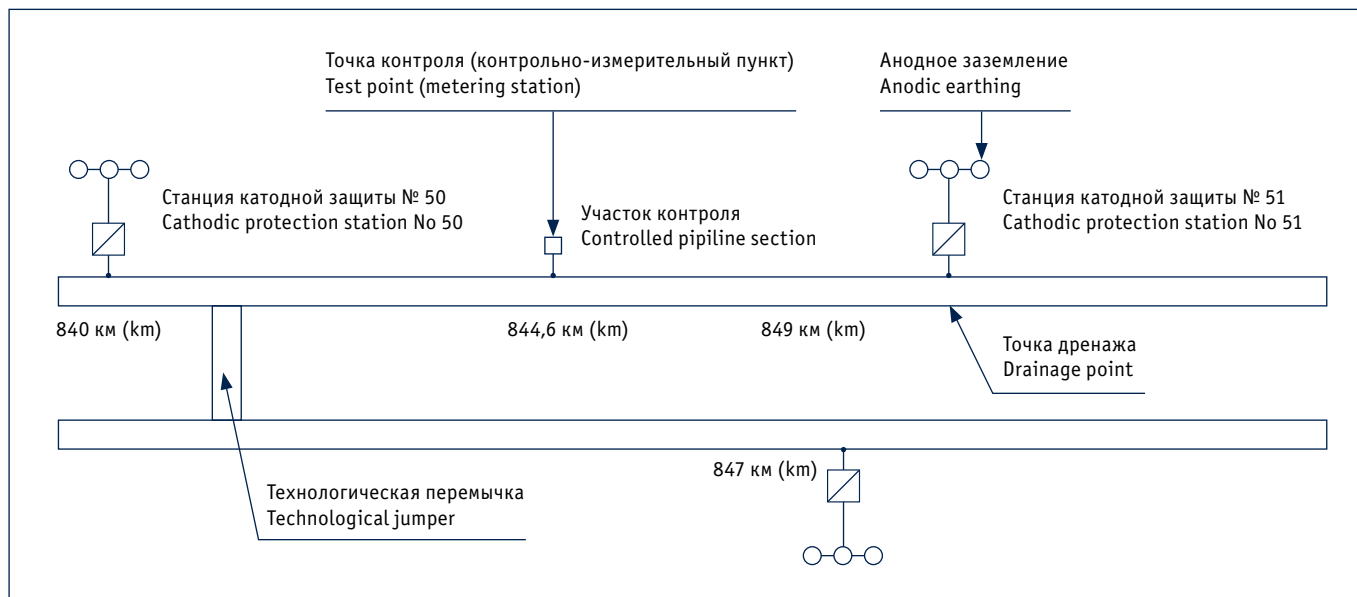 Точка контроля (контрольно-измерительный пункт)
Test point (metering station)
Анодное заземление
Anodic earthing
Станция катодной защиты № 50
Cathodic protection station No 50
Участок контроля
Controlled pipiline section
Станция катодной защиты № 51
Cathodic protection station No 51
840 км (km)
844,6 км (km)
849 км (km)
Точка дренажа
Drainage point
847 км (km)
Технологическая перемычка
Technological jumper